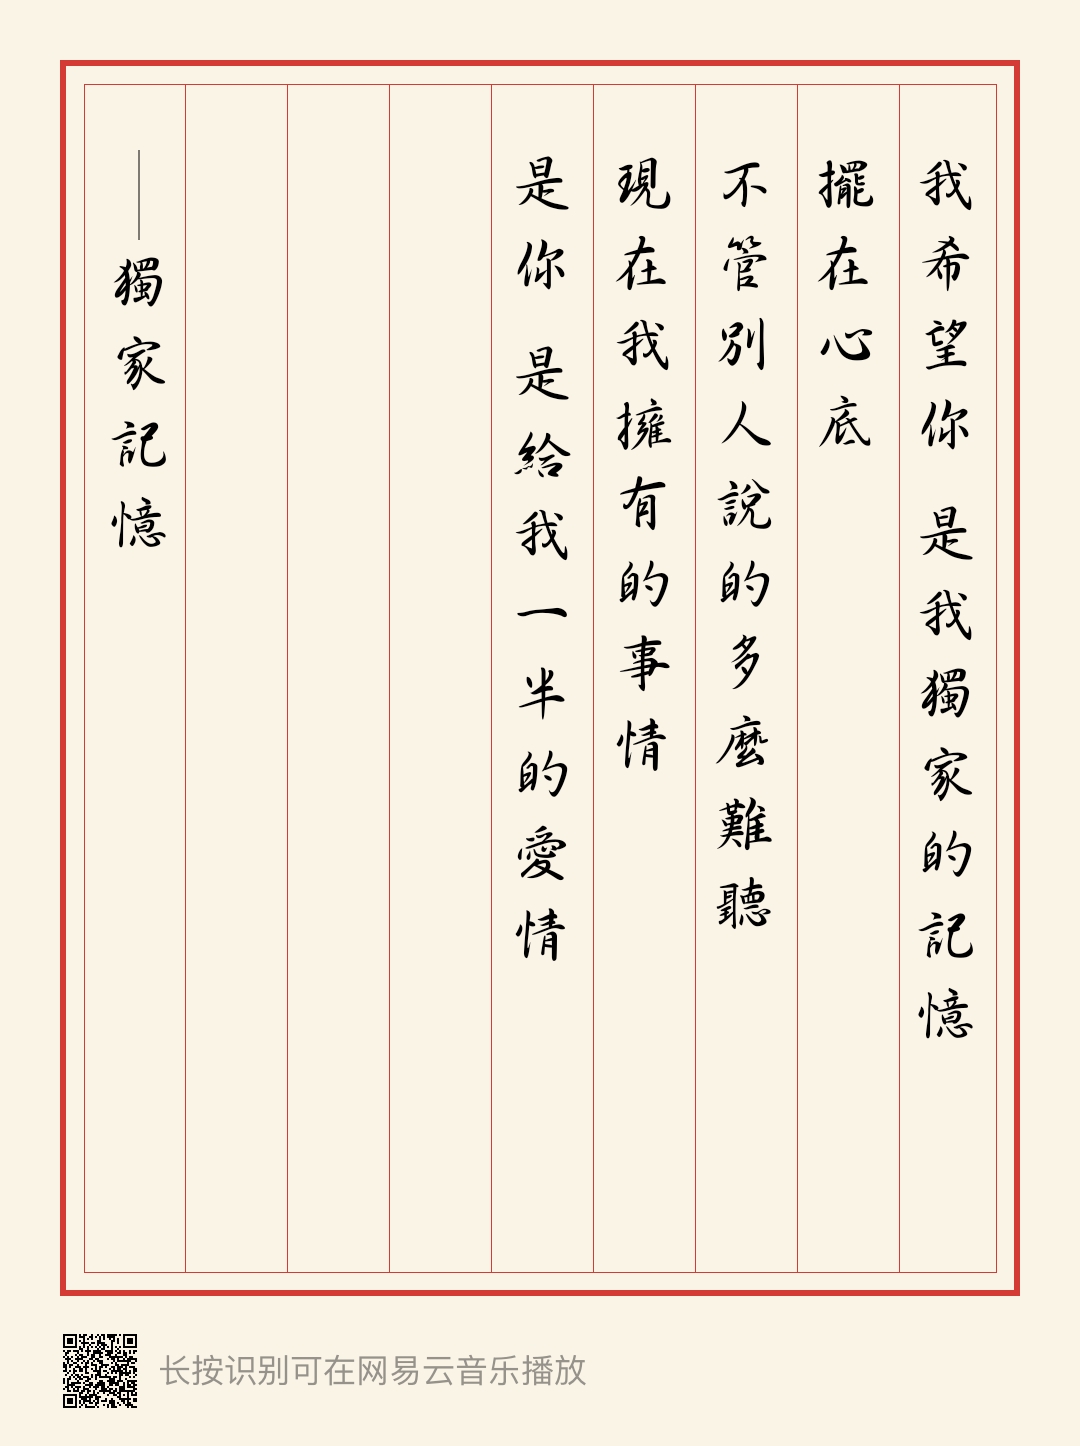 我希望你 是我獨家的記憶
擺在心底
不管別人說的多麼難聽
現在我擁有的事情
是你 是給我一半的愛情
——獨家記憶
长按识别可在网易云音乐播放